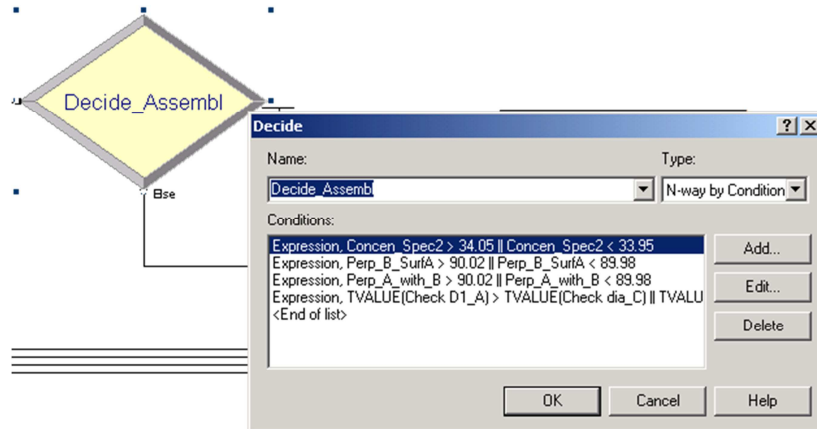 Decide_Assembl
Else
Decide
Name:
Type:
Decide_Assembl
N-way by Condition
Conditions:
Expression, Concen_Spec2 > 34.05 || Concen_Spec2 < 33.95
Expression, Perp_B_SurfA > 90.02 || Perp_B_SurfA < 89.98
Expression, Perp_A_with_B > 90.02 || Perp_A_with_B < 89.98
Expression, TVALUE(Check D1_A) > TVALUE(Check dia_C) || TVALU
<End of list>
Add...
Edit...
Delete
OK
Cancel
Help